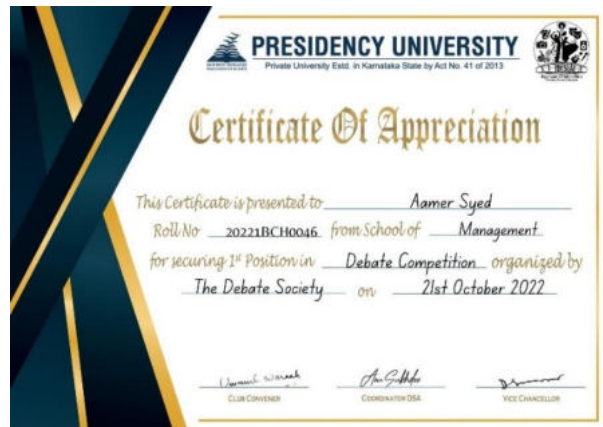 PRESIDENCY UNIVERSITY
Private University Estd. in Karnataka State by Act No. 41 of 2013
Certificate Of Appreciation
This Certificate is presented to Aamer Syed
Roll No 20221BCH0046 from School of Management
for securing 1st Position in Debate Competition organized by
The Debate Society on 21st October 2022
CLUB CONVENER COORDINATOR DSA VICE CHANCELLOR